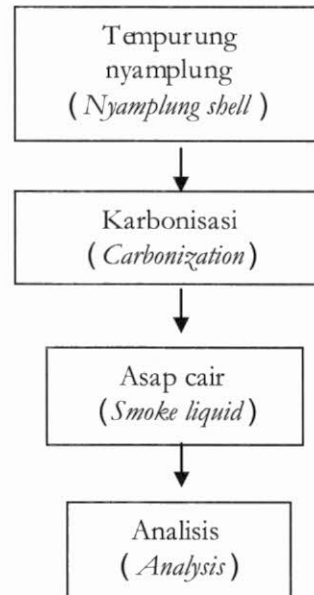 Tempurung
nyamplung
( Nyamplung shell )
Karbonisasi
( Carbonization )
Asap cair
(Smoke liquid )
Analisis
( Analysis )